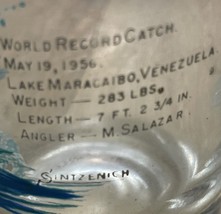 WORLD RECORD CATCH.
MAY 19, 1956.
LAKE MARACAIBO, VENEZUELA.
WEIGHT — 283 LBS.
LENGTH — 7 FT. 2 3/4 IN.
ANGLER — M. SALAZAR.
SINTZENICH